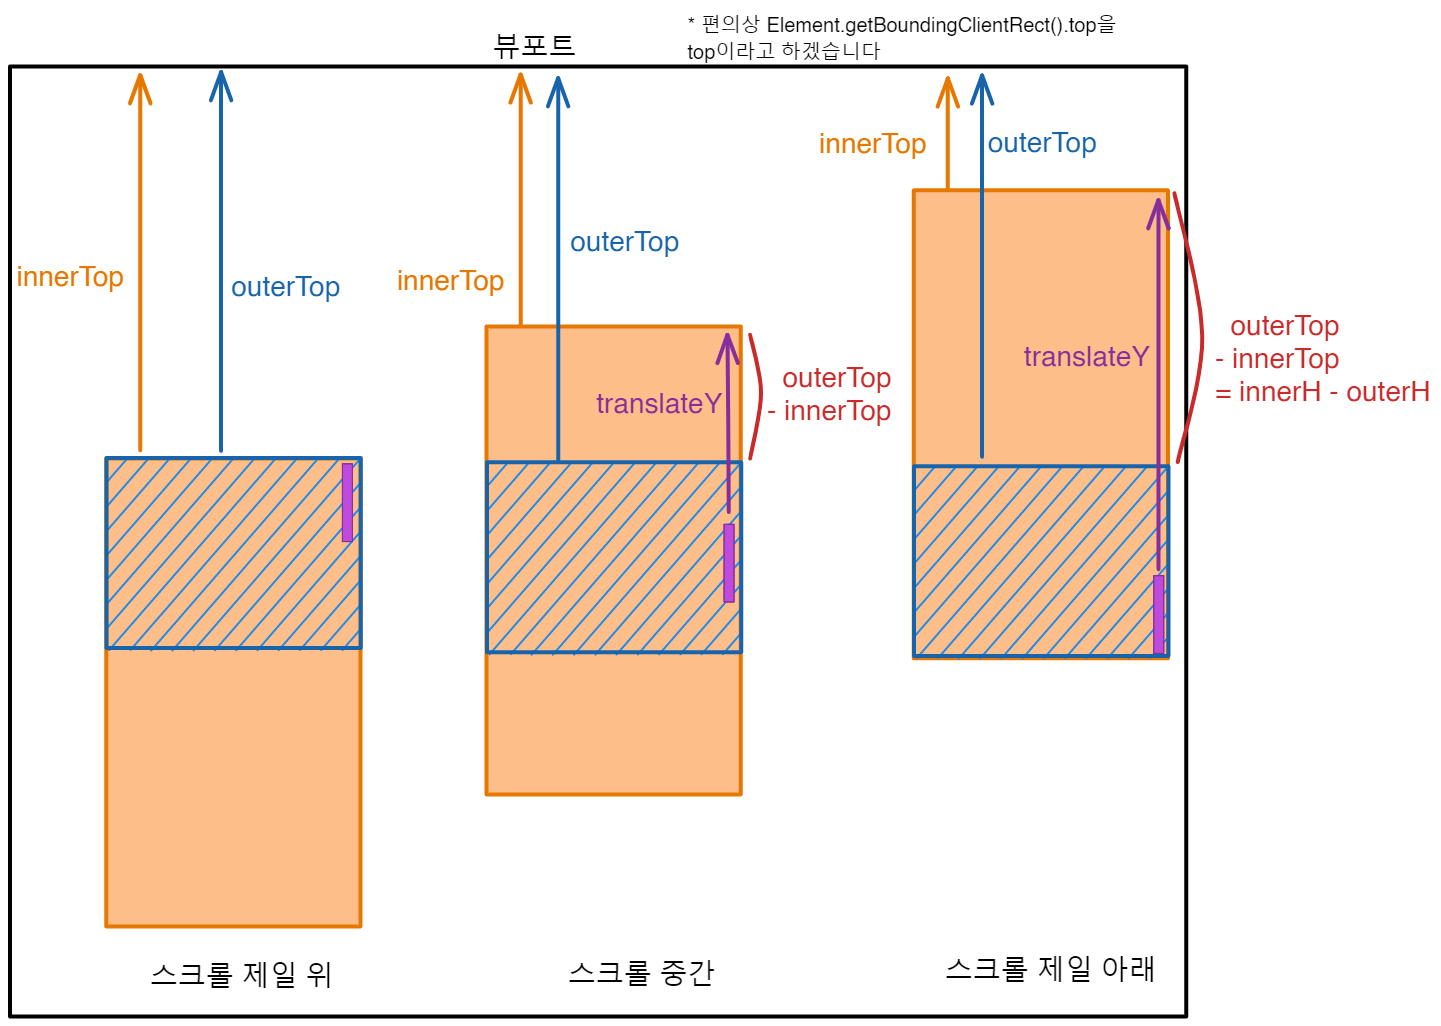 * 편의상 Element.getBoundingClientRect().top을
top이라고 하겠습니다
뷰포트
innerTop
outerTop
innerTop
outerTop
translateY
outerTop
- innerTop
innerTop
outerTop
translateY
outerTop
- innerTop
= innerH - outerH
스크롤 제일 위
스크롤 중간
스크롤 제일 아래